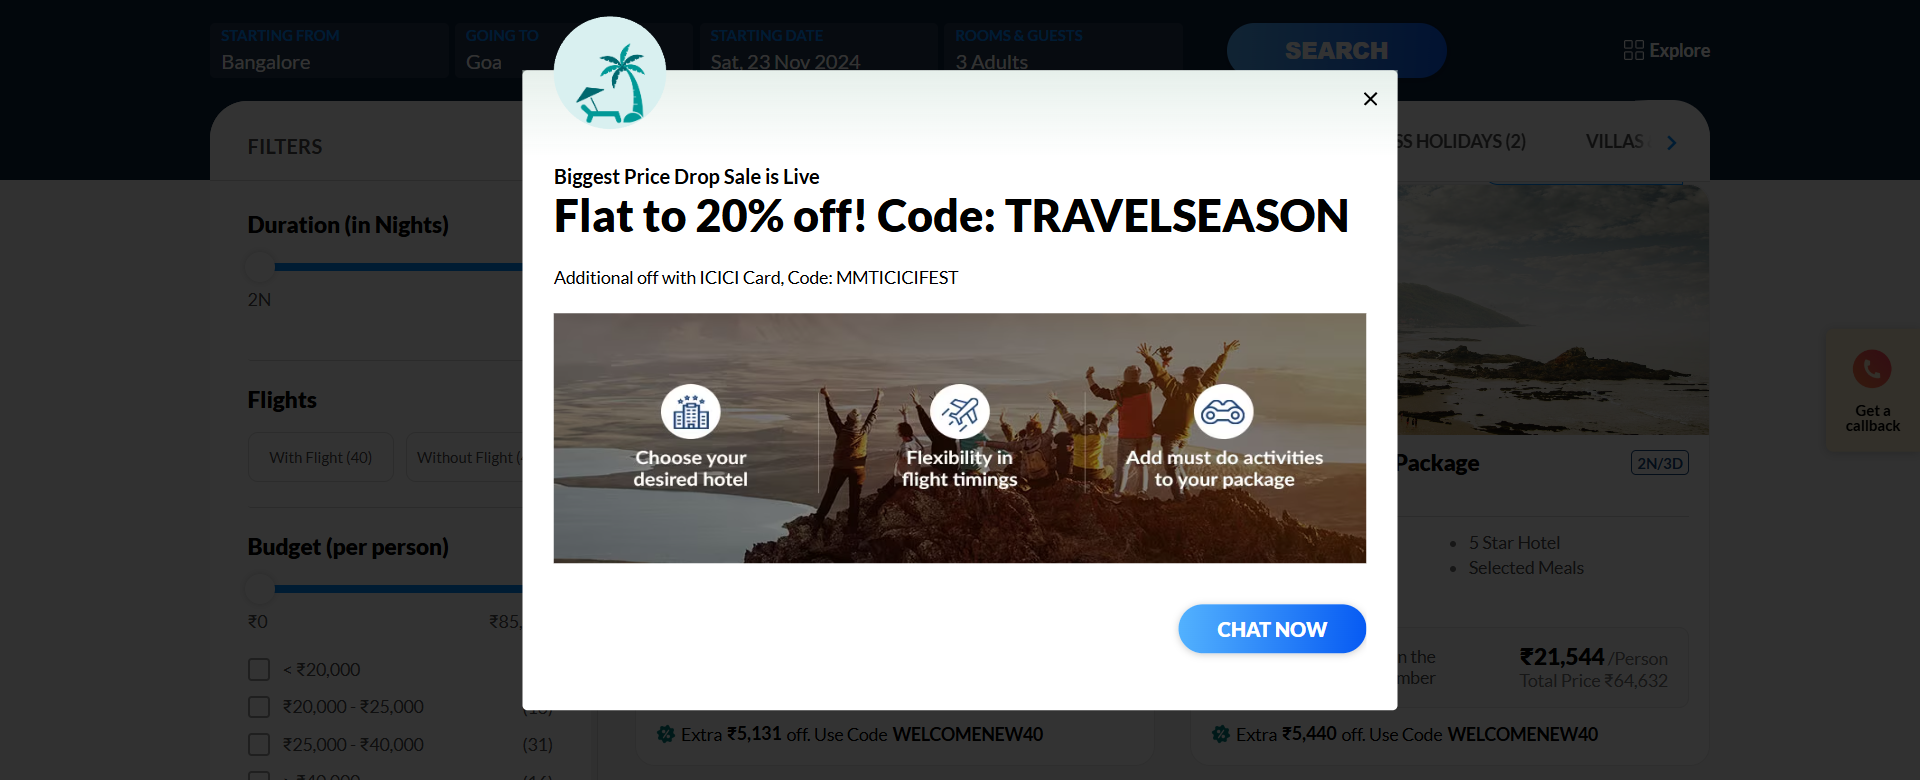 STARTING FROM
Bangalore
GOING TO
Goa
STARTING DATE
Sat, 23 Nov 2024
ROOMS & GUESTS
3 Adults
SEARCH
Explore
FILTERS
SS HOLIDAYS (2)
VILLAS
Duration (in Nights)
2N
Flights
With Flight (40)
Without Flight (
Budget (per person)
₹0
₹85,
< ₹20,000
₹20,000 - ₹25,000
₹25,000 - ₹40,000
(31)
Biggest Price Drop Sale is Live
Flat to 20% off! Code: TRAVELSEASON
Additional off with ICICI Card, Code: MMTICICIFEST
Choose your
desired hotel
Flexibility in
flight timings
Add must do activities
to your package
CHAT NOW
Package
2N/3D
5 Star Hotel
Selected Meals
n the
mber
₹21,544 /Person
Total Price ₹64,632
Extra ₹5,131 off. Use Code WELCOMENEW40
Extra ₹5,440 off. Use Code WELCOMENEW40
Get a
callback